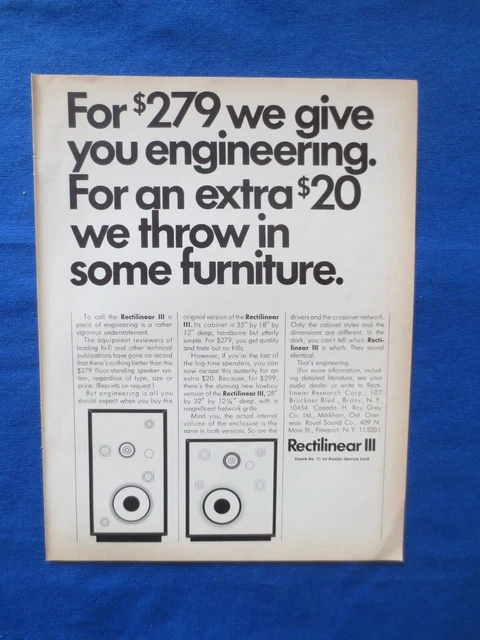 For $279 we give
you engineering.
For an extra $20
we throw in
some furniture.
To call the Rectilinear III a
piece of engineering is a rather
vigorous understatement.
The equipment reviewers of
leading hi-fi and other technical
publications have gone on record
that there's nothing better than this
$279 floor-standing speaker sys-
tem, regardless of type, size or
price. (Reprints on request.)
But engineering is all you
should expect when you buy this
original version of the Rectilinear
III. Its cabinet is 35" by 18" by
12" deep, handsome but utterly
simple. For $279, you get quality
and taste but no frills.
However, if you're the last of
the big-time spenders, you can
now escape this austerity for an
extra $20. Because, for $299,
there's the stunning new lowboy
version of the Rectilinear III, 28"
by 22" by 12¼" deep, with a
magnificent fretwork grille.
Mind you, the actual internal
volume of the enclosure is the
same in both versions. So are the
drivers and the crossover network.
Only the cabinet styles and the
dimensions are different. In the
dark, you can't tell which Recti-
linear III is which. They sound
identical.
That's engineering.
(For more information, includ-
ing detailed literature, see your
audio dealer or write to Recti-
linear Research Corp., 107
Bruckner Blvd., Bronx, N.Y.
10454. Canada: H. Roy Gray
Co. Ltd., Markham, Ont. Over-
seas: Royal Sound Co., 409 N.
Main St., Freeport, N.Y. 11520.)
Rectilinear III
Check No. 71 on Reader Service Card